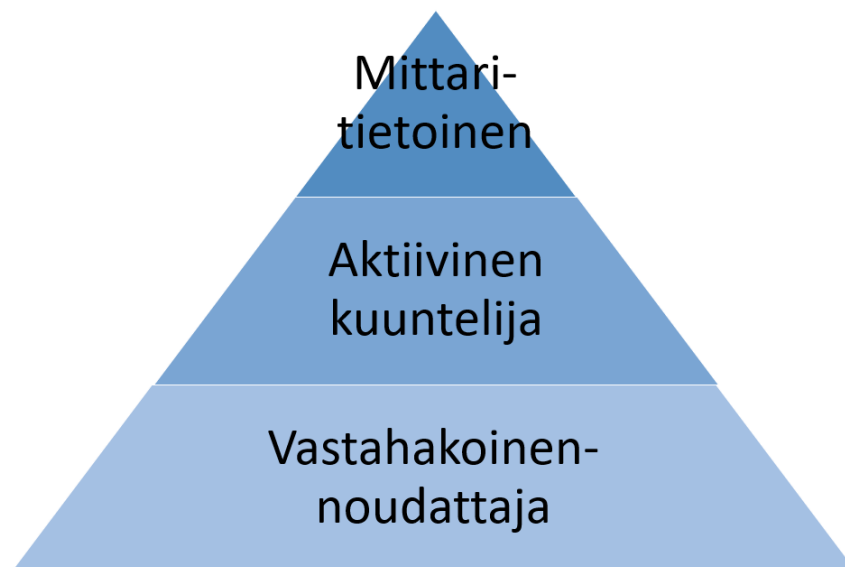 Mittari-
tietoinen
Aktiivinen
kuuntelija
Vastahakoinen-
noudattaja